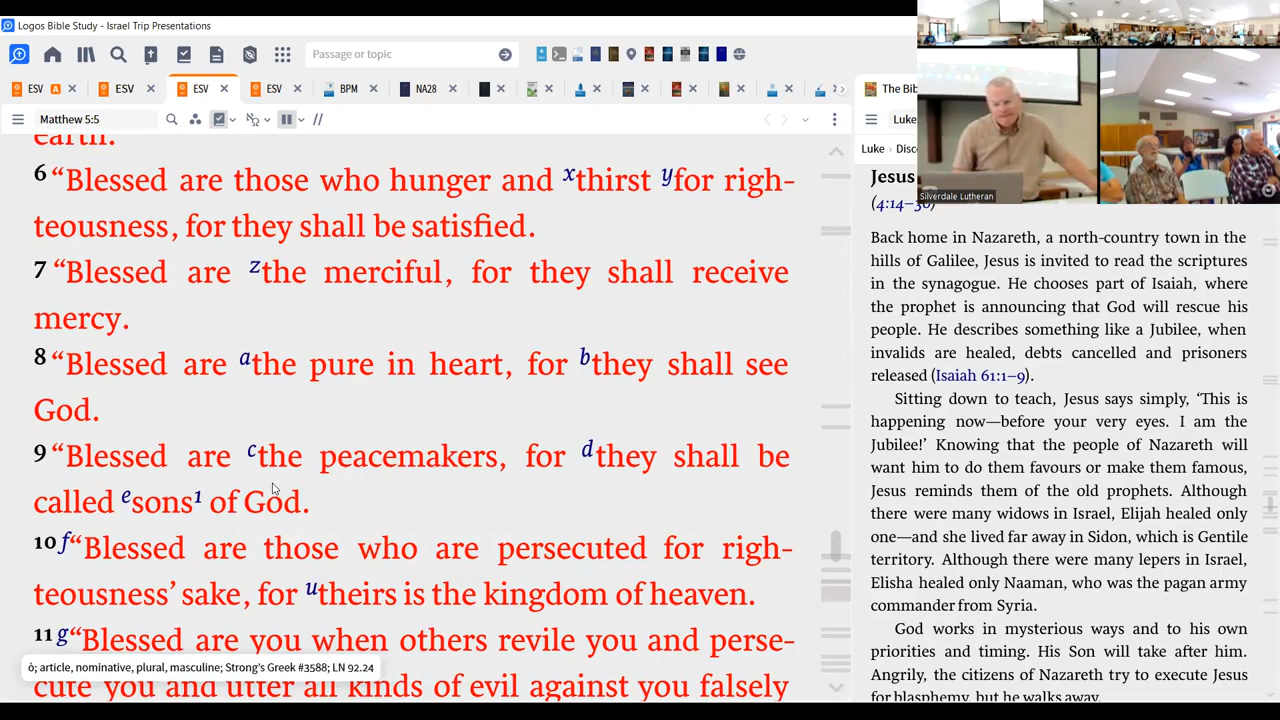 Logos Bible Study - Israel Trip Presentations
Passage or topic
ESV A
ESV
ESV
ESV
BPM
NA28
The Bib
Matthew 5:5
Luke
Luke › Disc
earth.
6 “Blessed are those who hunger and xthirst yfor righ-
teousness, for they shall be satisfied.
7 “Blessed are zthe merciful, for they shall receive
mercy.
8 “Blessed are athe pure in heart, for bthey shall see
God.
9 “Blessed are cthe peacemakers, for dthey shall be
called esons1 of God.
10 f“Blessed are those who are persecuted for righ-
teousness’ sake, for utheirs is the kingdom of heaven.
11 g“Blessed are you when others revile you and perse-
cute you and utter all kinds of evil against you falsely
ὁ; article, nominative, plural, masculine; Strong's Greek #3588; LN 92.24
Silverdale Lutheran
Jesus
(4:14–30)
Back home in Nazareth, a north-country town in the
hills of Galilee, Jesus is invited to read the scriptures
in the synagogue. He chooses part of Isaiah, where
the prophet is announcing that God will rescue his
people. He describes something like a Jubilee, when
invalids are healed, debts cancelled and prisoners
released (Isaiah 61:1–9).
Sitting down to teach, Jesus says simply, ‘This is
happening now—before your very eyes. I am the
Jubilee!’ Knowing that the people of Nazareth will
want him to do them favours or make them famous,
Jesus reminds them of the old prophets. Although
there were many widows in Israel, Elijah healed only
one—and she lived far away in Sidon, which is Gentile
territory. Although there were many lepers in Israel,
Elisha healed only Naaman, who was the pagan army
commander from Syria.
God works in mysterious ways and to his own
priorities and timing. His Son will take after him.
Angrily, the citizens of Nazareth try to execute Jesus
for blasphemy, but he walks away.